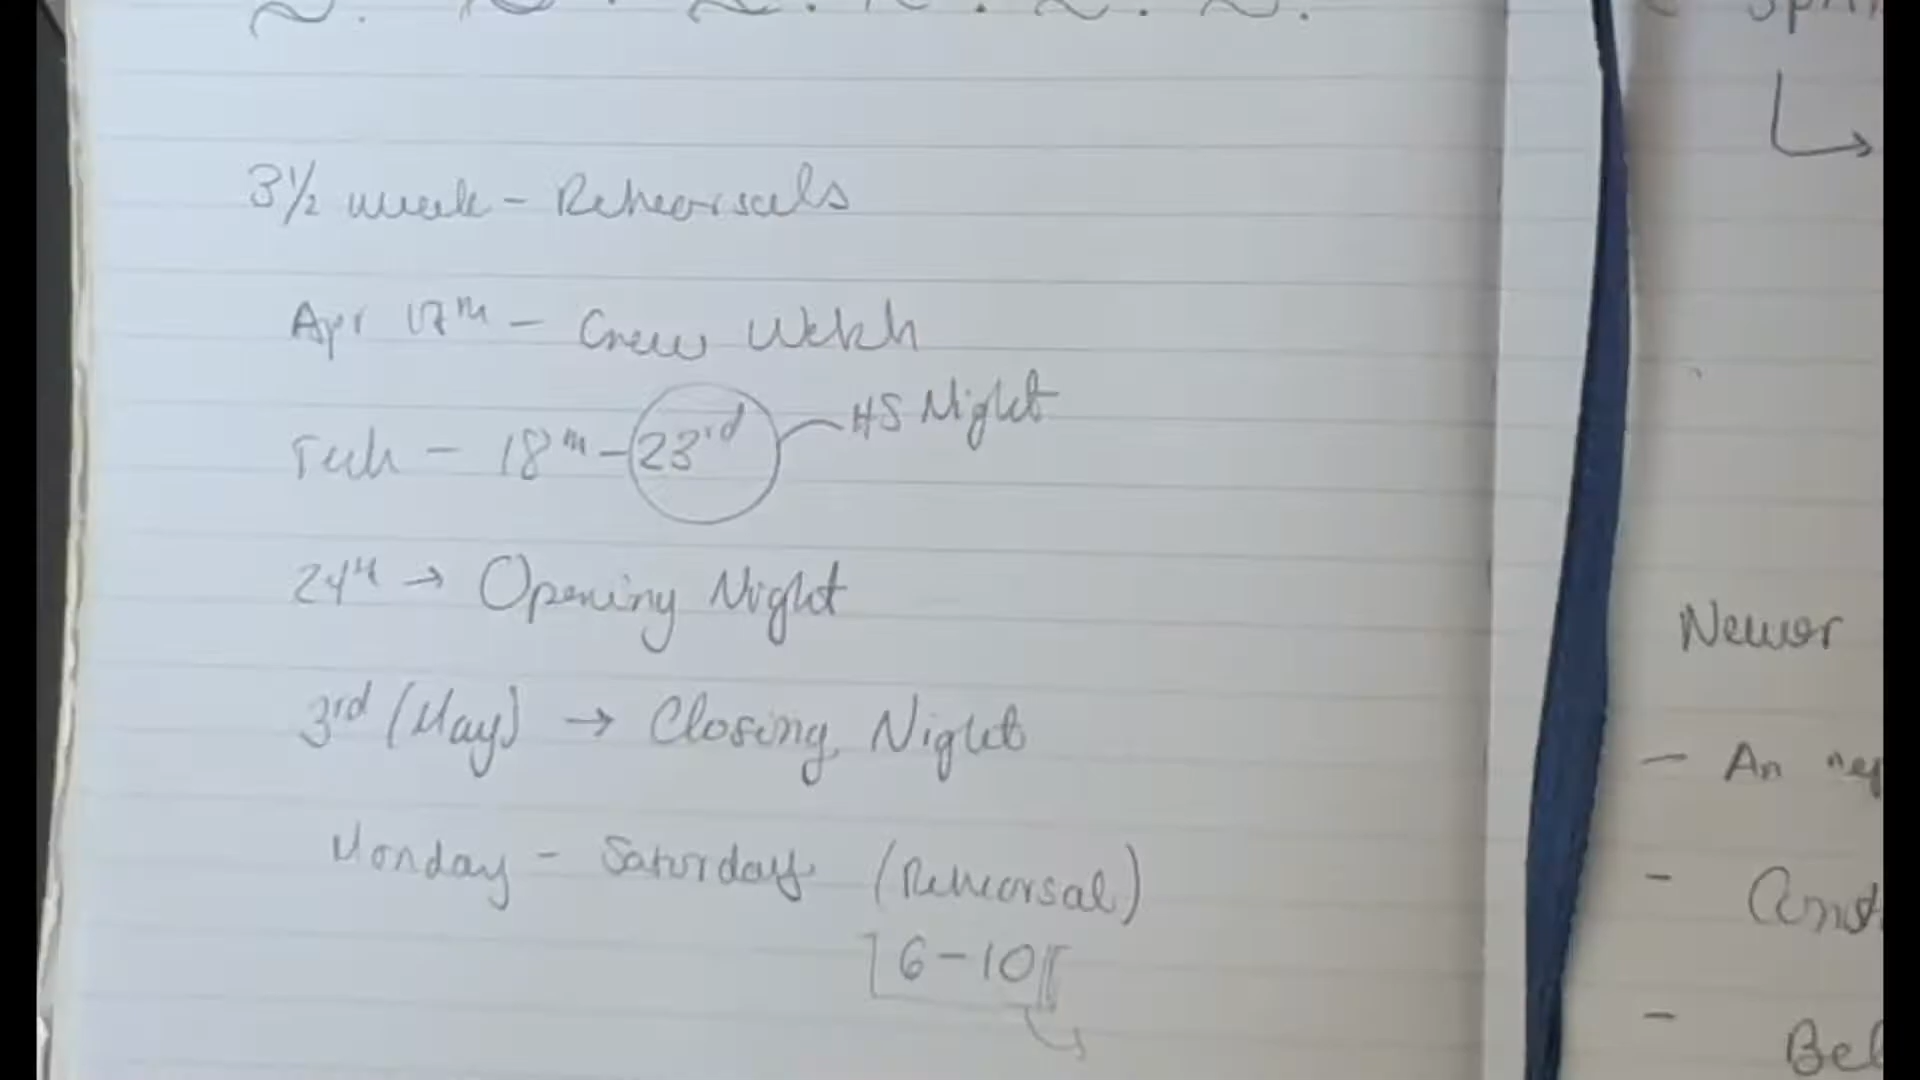 3½ week - Rehearsals
Apr 17th - Crew Watch
Tech - 18th - 23rd HS Night
24th → Opening Night
3rd (May) → Closing Night
Monday - Saturday (Rehearsal)
6-10
Newer
- An
-
-